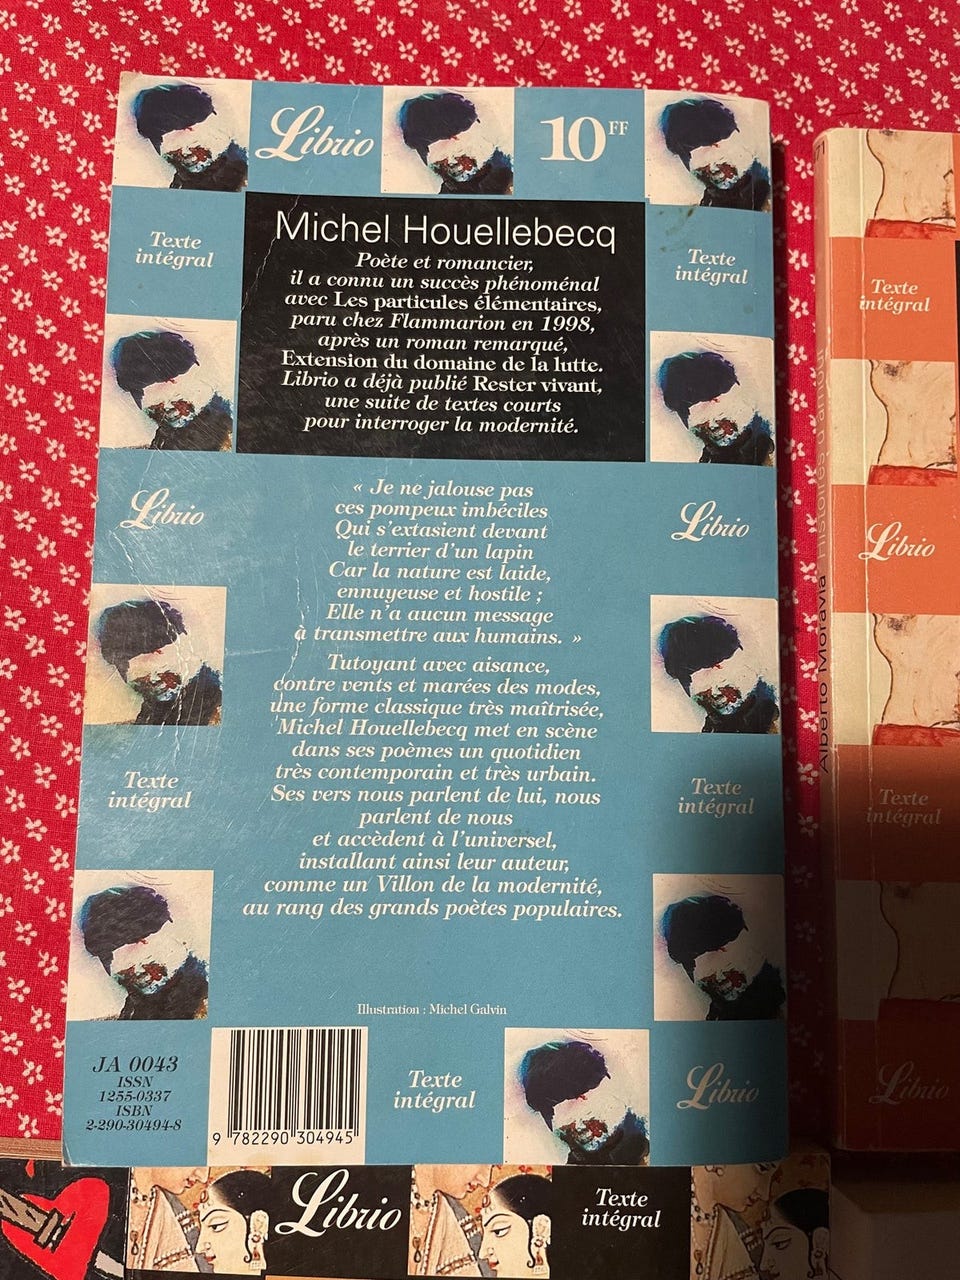 Librio
10FF
Michel Houellebecq
Poète et romancier,
il a connu un succès phénoménal
avec Les particules élémentaires,
paru chez Flammarion en 1998,
après un roman remarqué,
Extension du domaine de la lutte.
Librio a déjà publié Rester vivant,
une suite de textes courts
pour interroger la modernité.
Texte
intégral
Texte
intégral
« Je ne jalouse pas
ces pompeux imbéciles
Qui s'extasient devant
le terrier d'un lapin
Car la nature est laide,
ennuyeuse et hostile ;
Elle n'a aucun message
à transmettre aux humains. »
Librio
Librio
Tutoyant avec aisance,
contre vents et marées des modes,
une forme classique très maîtrisée,
Michel Houellebecq met en scène
dans ses poèmes un quotidien
très contemporain et très urbain.
Ses vers nous parlent de lui, nous
parlent de nous
et accèdent à l'universel,
installant ainsi leur auteur,
comme un Villon de la modernité,
au rang des grands poètes populaires.
Texte
intégral
Texte
intégral
Illustration : Michel Galvin
JA 0043
ISSN
1255-0337
ISBN
2-290-30494-8
9 782290 304945
Texte
intégral
Librio
Texte
intégral
Librio
Alberto Moravia Histoires d'amour
Texte
intégral
Librio
Librio
Texte
intégral